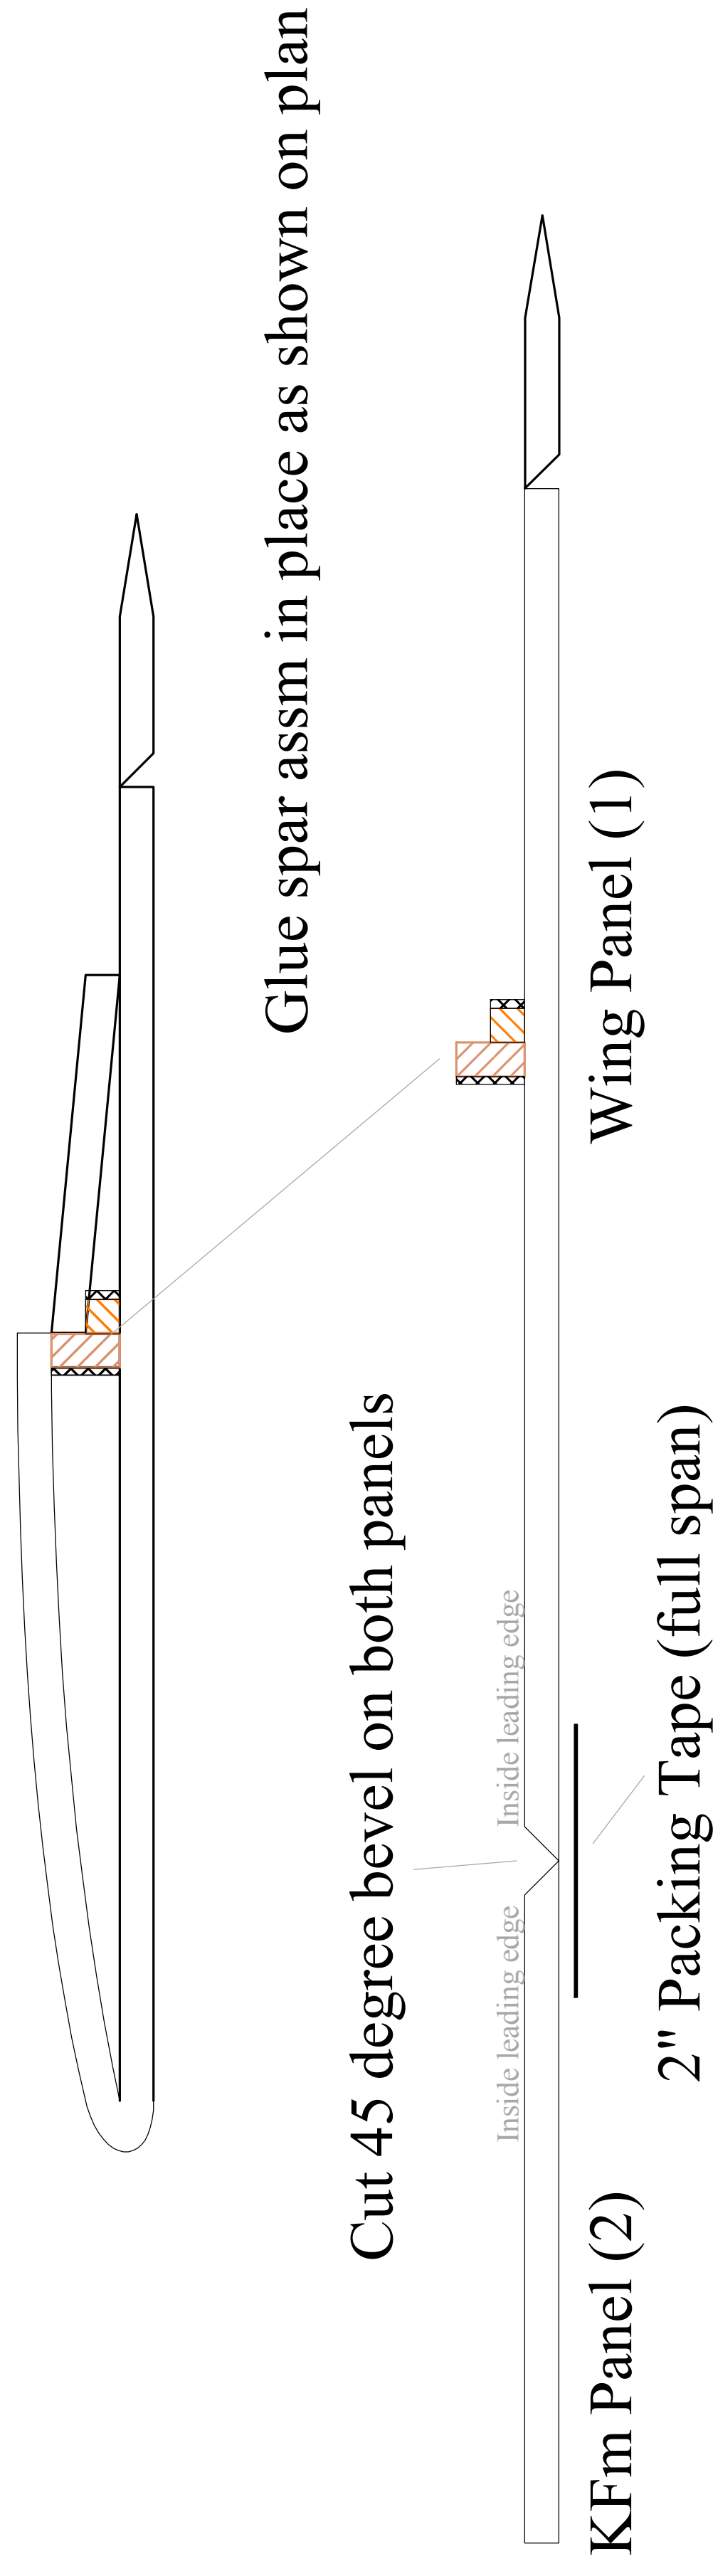 Glue spar assm in place as shown on plan
Cut 45 degree bevel on both panels
Inside leading edge
Inside leading edge
KFm Panel (2)
Wing Panel (1)
2" Packing Tape (full span)